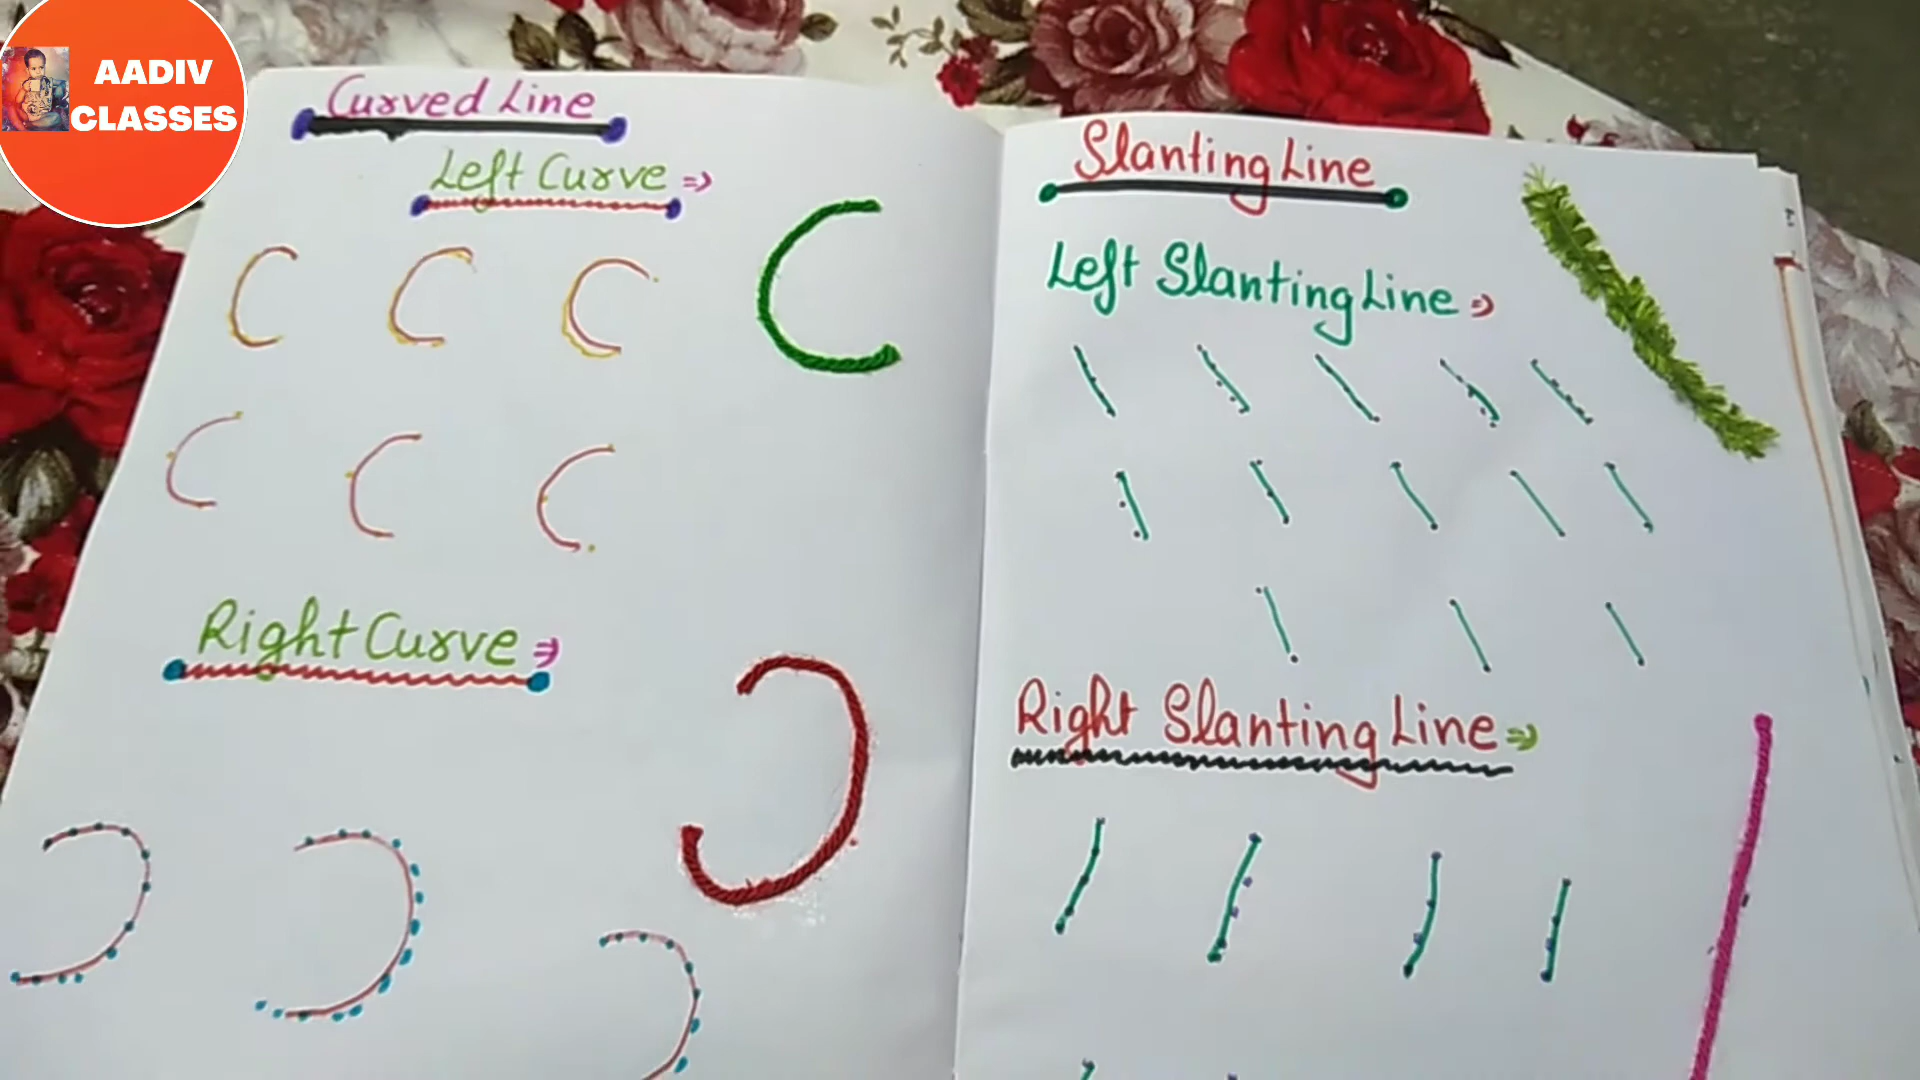 AADIV
CLASSES
Curved Line
Left Curve ⇒
Right Curve ⇒
Slanting Line
Left Slanting Line ⇒
Right Slanting Line ⇒